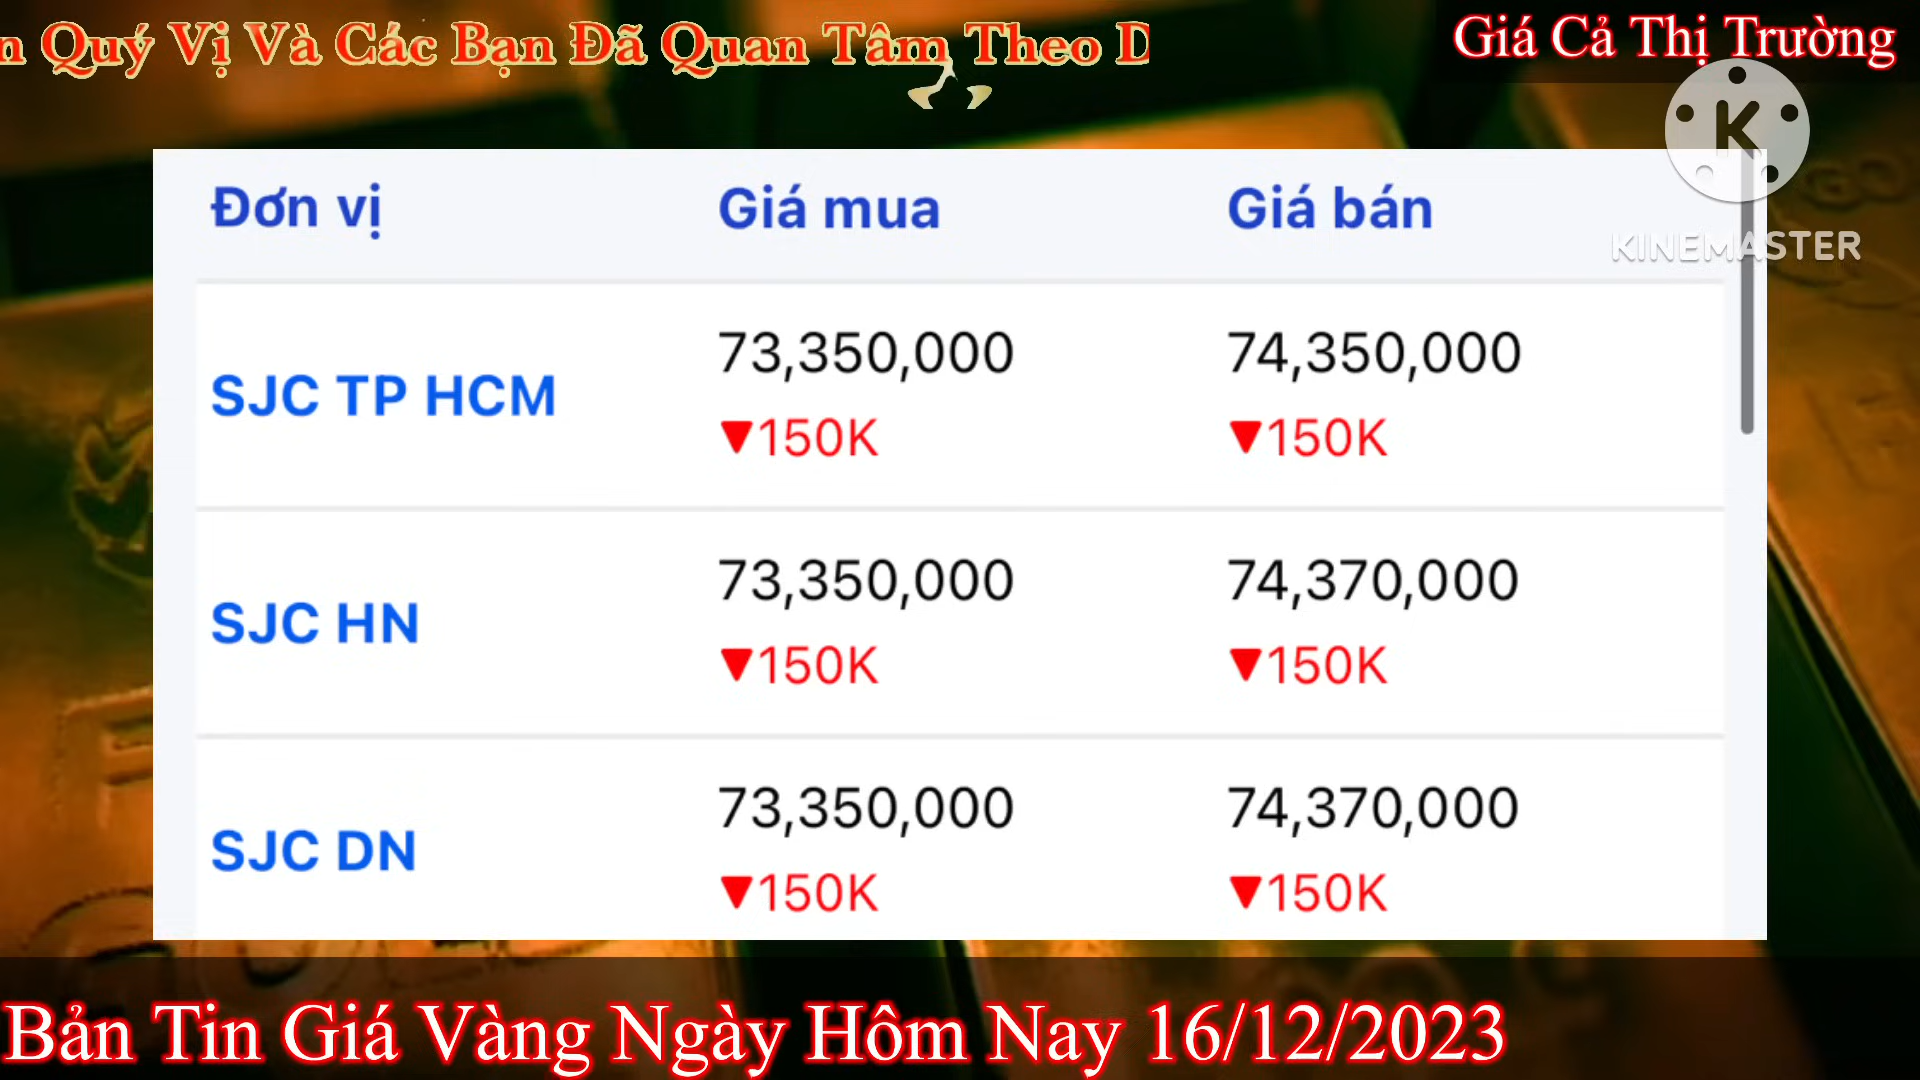 n Quý Vị Và Các Bạn Đã Quan Tâm Theo D
Giá Cả Thị Trường
K
KINEMASTER
Đơn vị Giá mua Giá bán
73,350,000 74,350,000
SJC TP HCM
▼150K ▼150K
73,350,000 74,370,000
SJC HN
▼150K ▼150K
73,350,000 74,370,000
SJC DN
▼150K ▼150K
Bản Tin Giá Vàng Ngày Hôm Nay 16/12/2023